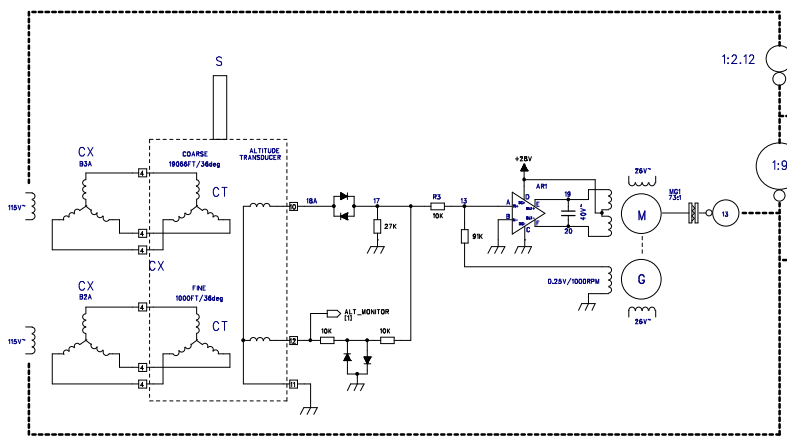 1:2.12
S
CX
B3A
COARSE
19066FT/36deg
ALTITUDE
TRANSDUCER
CT
4
4
4
115V~
10
18A
17
27K
R3
10K
13
91K
+28V
AR1
A
B
C
D
E
F
19
20
40V~
26V~
M
MG1
73:1
13
1:9
CX
CX
B2A
FINE
1000FT/36deg
CT
4
4
4
115V~
ALT_MONITOR
[1]
12
10K
10K
11
0.25V/1000RPM
G
26V~